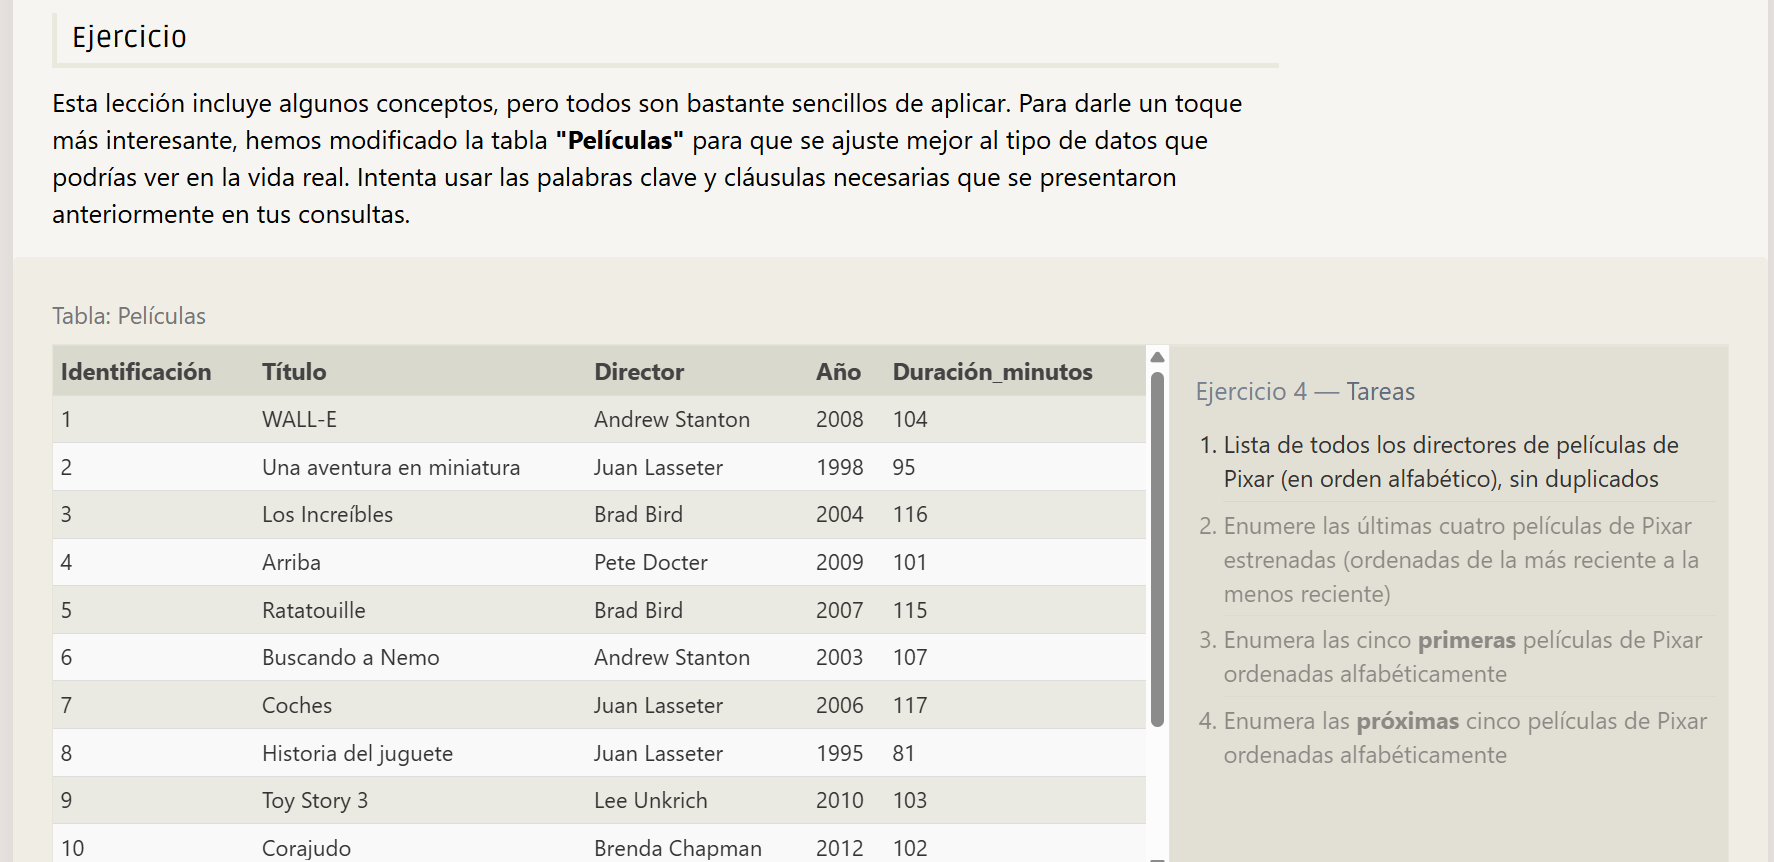 Ejercicio
Esta lección incluye algunos conceptos, pero todos son bastante sencillos de aplicar. Para darle un toque
más interesante, hemos modificado la tabla "Películas" para que se ajuste mejor al tipo de datos que
podrías ver en la vida real. Intenta usar las palabras clave y cláusulas necesarias que se presentaron
anteriormente en tus consultas.
Tabla: Películas
Identificación Título Director Año Duración_minutos
1 WALL-E Andrew Stanton 2008 104
2 Una aventura en miniatura Juan Lasseter 1998 95
3 Los Increíbles Brad Bird 2004 116
4 Arriba Pete Docter 2009 101
5 Ratatouille Brad Bird 2007 115
6 Buscando a Nemo Andrew Stanton 2003 107
7 Coches Juan Lasseter 2006 117
8 Historia del juguete Juan Lasseter 1995 81
9 Toy Story 3 Lee Unkrich 2010 103
10 Corajudo Brenda Chapman 2012 102
Ejercicio 4 — Tareas
1. Lista de todos los directores de películas de
Pixar (en orden alfabético), sin duplicados
2. Enumere las últimas cuatro películas de Pixar
estrenadas (ordenadas de la más reciente a la
menos reciente)
3. Enumera las cinco primeras películas de Pixar
ordenadas alfabéticamente
4. Enumera las próximas cinco películas de Pixar
ordenadas alfabéticamente